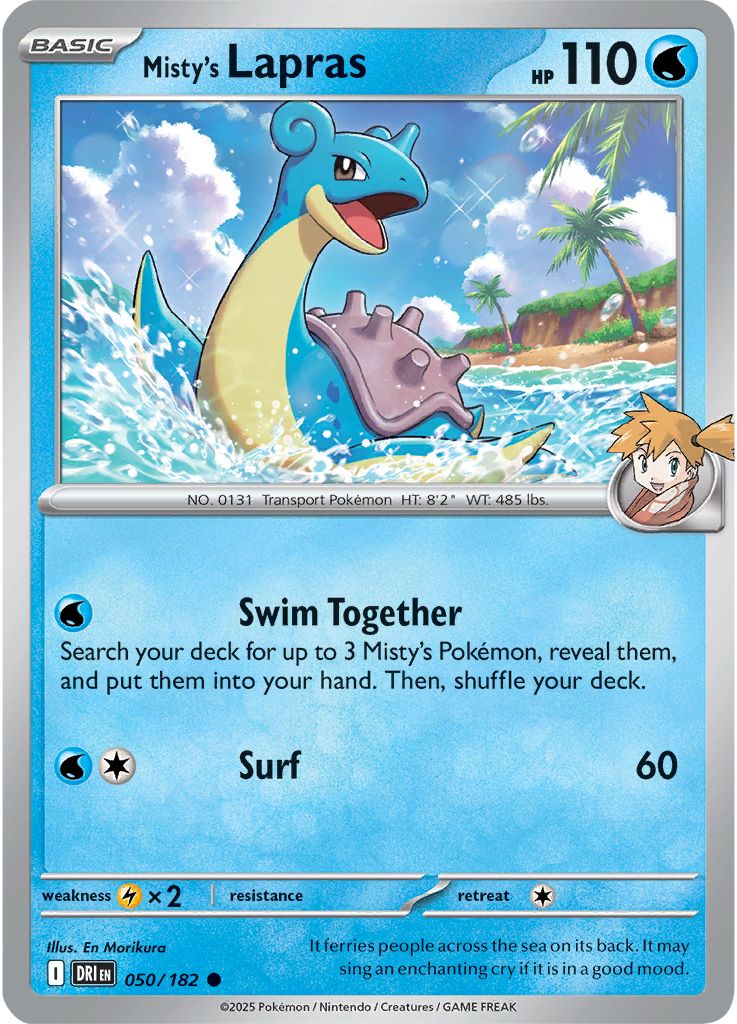 BASIC
Misty's Lapras HP 110
NO. 0131 Transport Pokémon HT: 8'2" WT: 485 lbs.
Swim Together
Search your deck for up to 3 Misty's Pokémon, reveal them,
and put them into your hand. Then, shuffle your deck.
Surf 60
weakness ×2 resistance retreat
Illus. En Morikura
It ferries people across the sea on its back. It may
sing an enchanting cry if it is in a good mood.
I DRI EN 050/182
©2025 Pokémon / Nintendo / Creatures / GAME FREAK